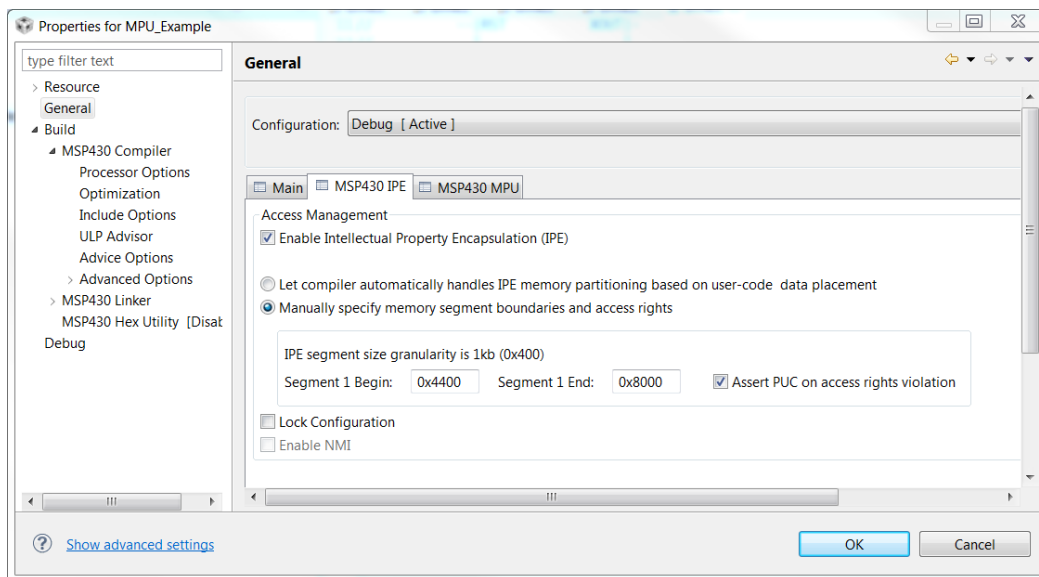 Properties for MPU_Example
type filter text
Resource
General
Build
MSP430 Compiler
Processor Options
Optimization
Include Options
ULP Advisor
Advice Options
Advanced Options
MSP430 Linker
MSP430 Hex Utility [Disab
Debug
General
Configuration: Debug [ Active ]
Main MSP430 IPE MSP430 MPU
Access Management
Enable Intellectual Property Encapsulation (IPE)
Let compiler automatically handles IPE memory partitioning based on user-code data placement
Manually specify memory segment boundaries and access rights
IPE segment size granularity is 1kb (0x400)
Segment 1 Begin: 0x4400 Segment 1 End: 0x8000 Assert PUC on access rights violation
Lock Configuration
Enable NMI
Show advanced settings
OK Cancel